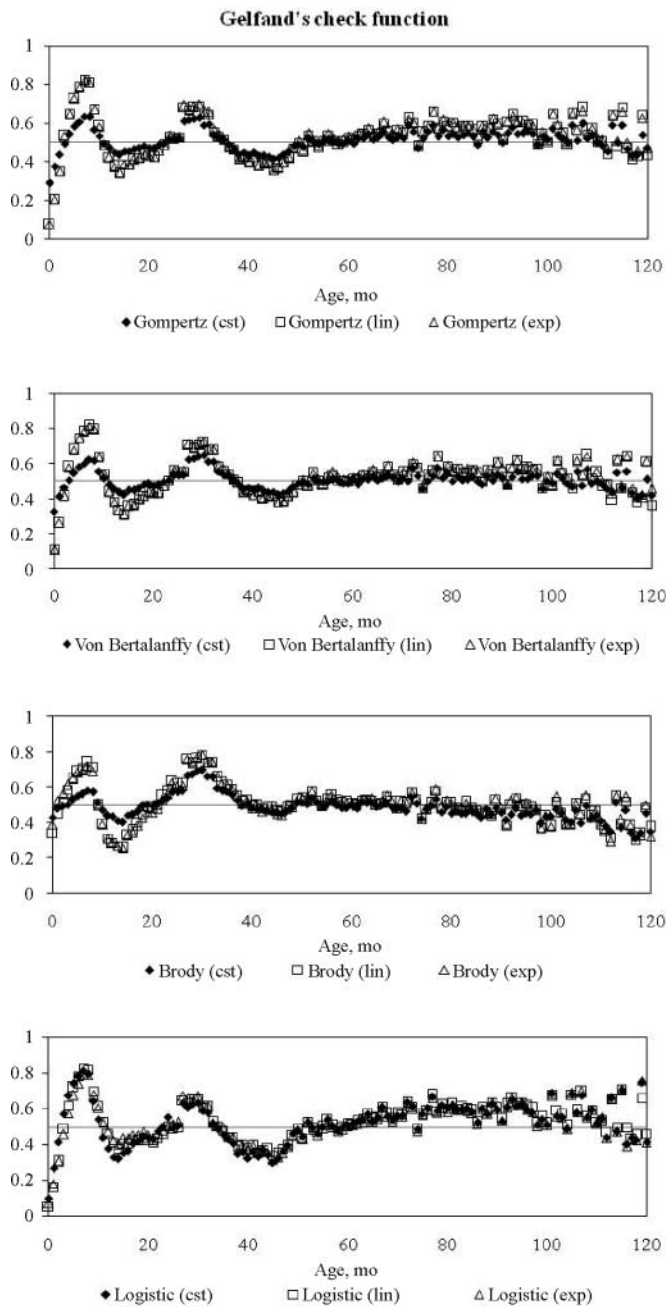 Gelfand's check function
1
0.8
0.6
0.4
0.2
0
0 20 40 60 80 100 120
Age, mo
Gompertz (cst) Gompertz (lin) Gompertz (exp)
1
0.8
0.6
0.4
0.2
0
0 20 40 60 80 100 120
Age, mo
Von Bertalanffy (cst) Von Bertalanffy (lin) Von Bertalanffy (exp)
1
0.8
0.6
0.4
0.2
0
0 20 40 60 80 100 120
Age, mo
Brody (cst) Brody (lin) Brody (exp)
1
0.8
0.6
0.4
0.2
0
0 20 40 60 80 100 120
Age, mo
Logistic (cst) Logistic (lin) Logistic (exp)